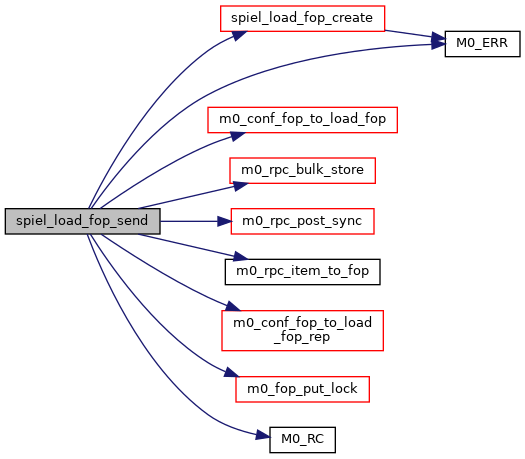 spiel_load_fop_create
M0_ERR
m0_conf_fop_to_load_fop
m0_rpc_bulk_store
spiel_load_fop_send
m0_rpc_post_sync
m0_rpc_item_to_fop
m0_conf_fop_to_load
_fop_rep
m0_fop_put_lock
M0_RC